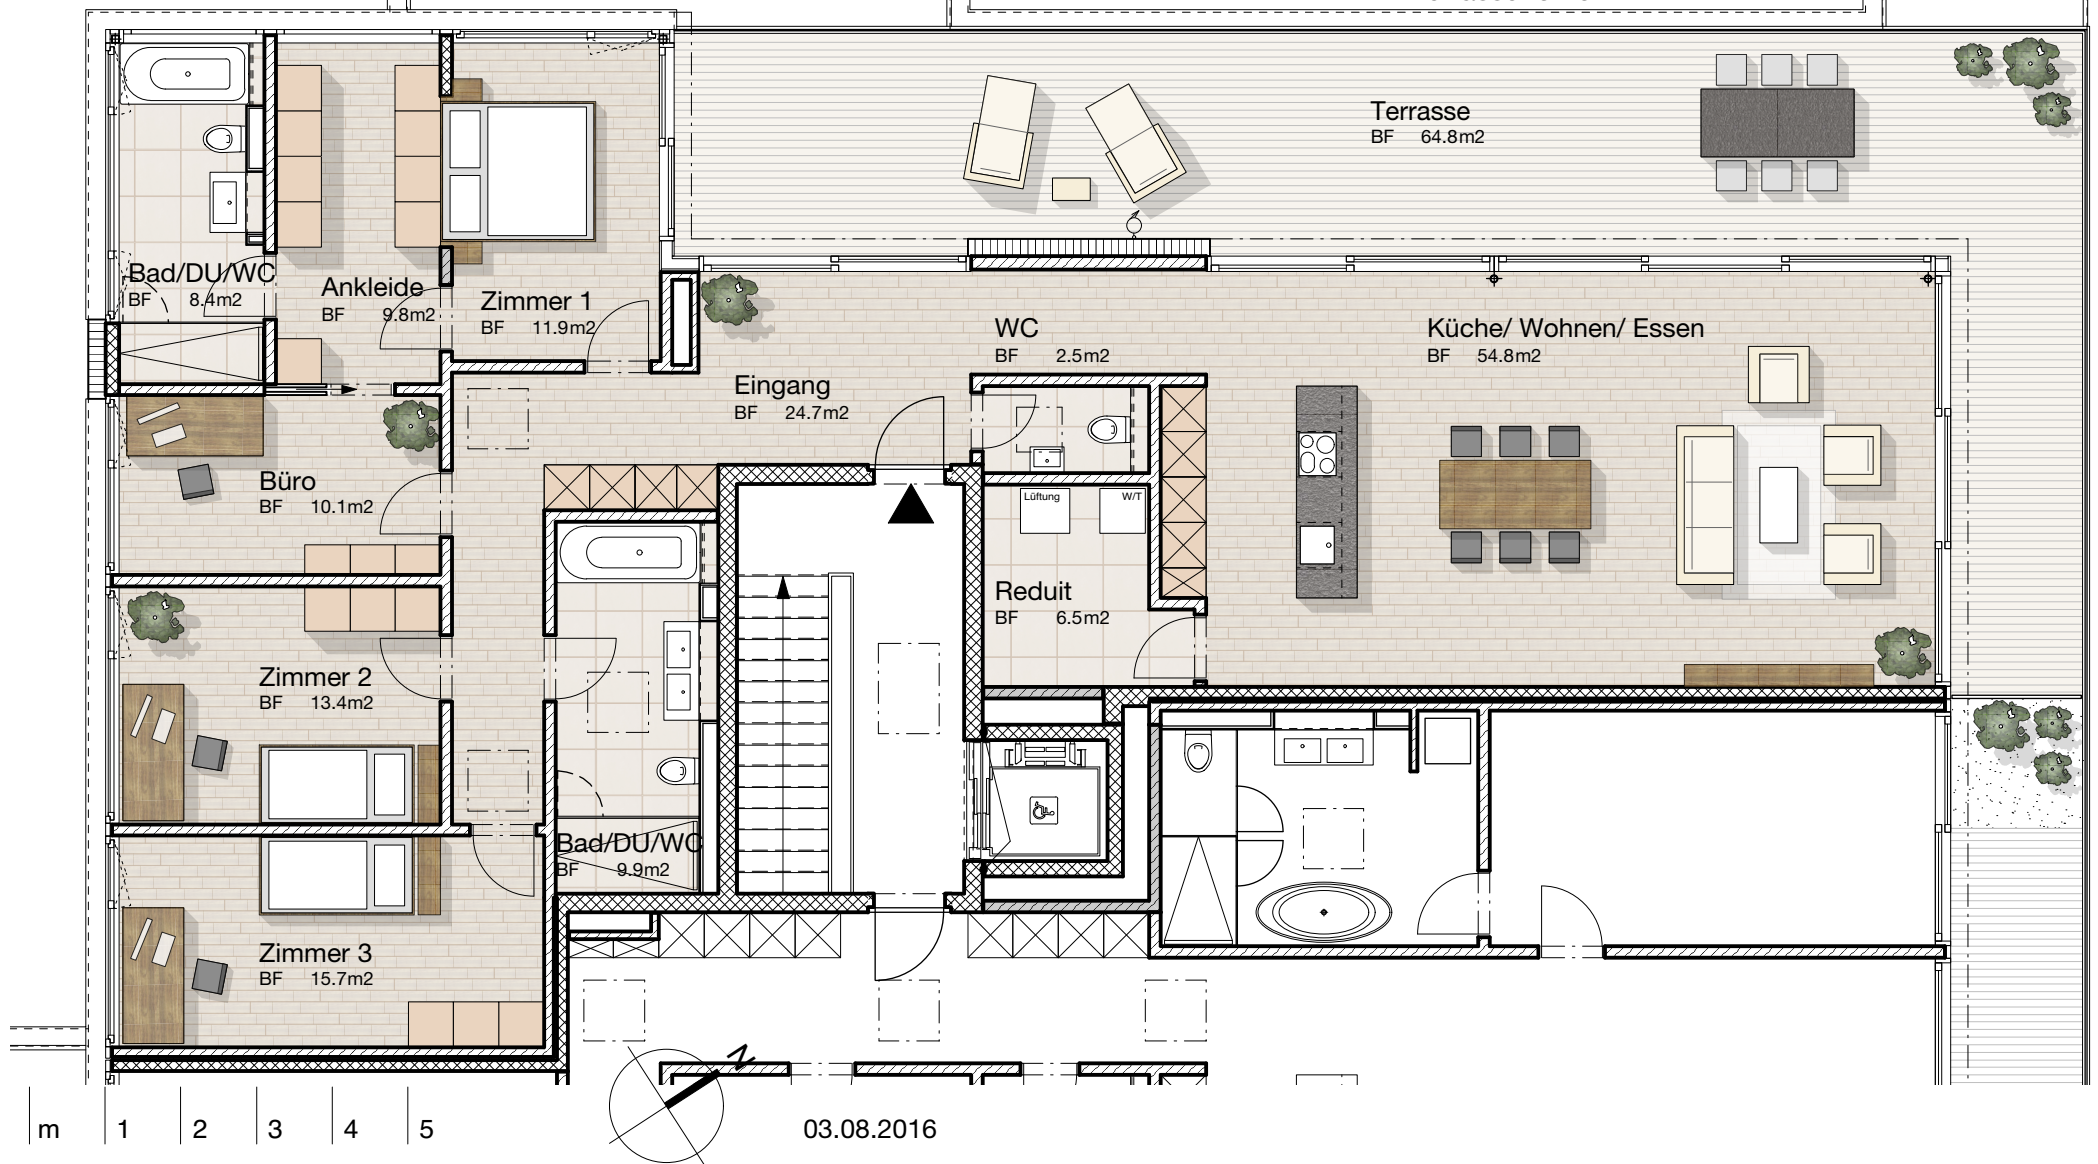 Terrasse
BF 64.8m2
Bad/DU/WC
BF 8.4m2
Ankleide
BF 9.8m2
Zimmer 1
BF 11.9m2
WC
BF 2.5m2
Küche/ Wohnen/ Essen
BF 54.8m2
Eingang
BF 24.7m2
Büro
BF 10.1m2
Lüftung
W/T
Reduit
BF 6.5m2
Zimmer 2
BF 13.4m2
Bad/DU/WC
BF 9.9m2
Zimmer 3
BF 15.7m2
N
m 1 2 3 4 5
03.08.2016